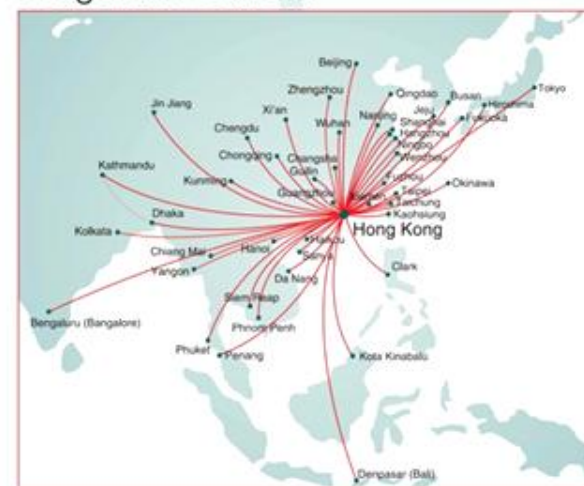 Beijing
Zhengzhou
Qingdao
Busan
Tokyo
Jin Jiang
Xi'an
Nanjing
Jeju
Hiroshima
Shanghai
Fukuoka
Chengdu
Wuhan
Hangzhou
Ningbo
Chongqing
Changsha
Wenzhou
Kathmandu
Guilin
Kunming
Fuzhou
Okinawa
Guangzhou
Taipei
Taichung
Dhaka
Kaohsiung
Kolkata
Hong Kong
Haikou
Hanoi
Chiang Mai
Sanya
Yangon
Clark
Da Nang
Siem Reap
Bengaluru (Bangalore)
Phnom Penh
Phuket
Penang
Kota Kinabalu
Denpasar (Bali)